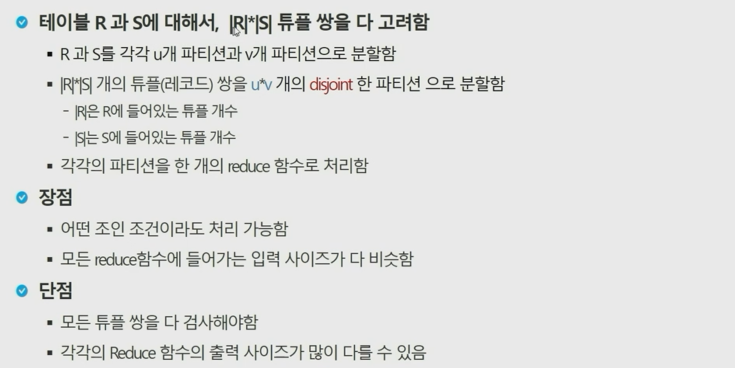 테이블 R 과 S에 대해서, |R|*|S| 튜플 쌍을 다 고려함
▪ R 과 S를 각각 u개 파티션과 v개 파티션으로 분할함
▪ |R|*|S| 개의 튜플(레코드) 쌍을 u*v 개의 disjoint 한 파티션 으로 분할함
- |R|은 R에 들어있는 튜플 개수
- |S|는 S에 들어있는 튜플 개수
▪ 각각의 파티션을 한 개의 reduce 함수로 처리함
장점
▪ 어떤 조인 조건이라도 처리 가능함
▪ 모든 reduce함수에 들어가는 입력 사이즈가 다 비슷함
단점
▪ 모든 튜플 쌍을 다 검사해야함
▪ 각각의 Reduce 함수의 출력 사이즈가 많이 다를 수 있음